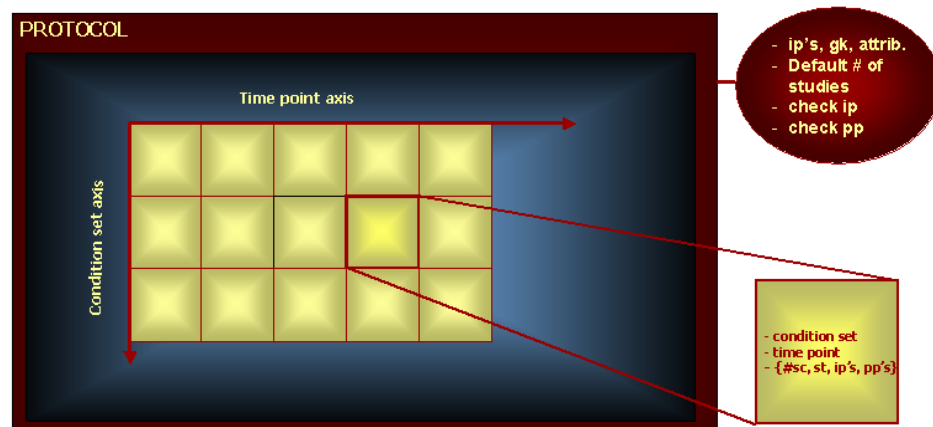 PROTOCOL
Time point axis
Condition set axis
- ip's, gk, attrib.
- Default # of
studies
- check ip
- check pp
- condition set
- time point
- {#sc, st, ip's, pp's}